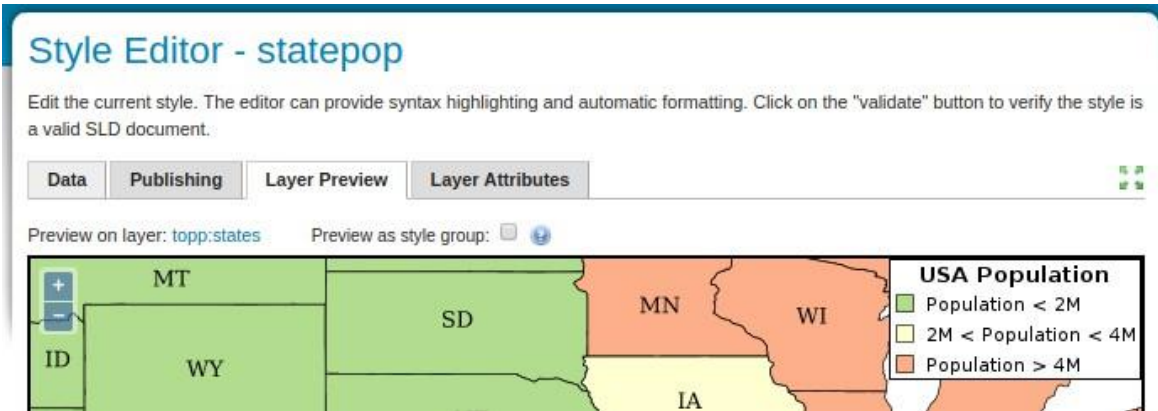 Style Editor - statepop
Edit the current style. The editor can provide syntax highlighting and automatic formatting. Click on the "validate" button to verify the style is
a valid SLD document.
Data Publishing Layer Preview Layer Attributes
Preview on layer: topp:states Preview as style group:
+
−
MT
SD
MN
WI
ID
WY
IA
USA Population
Population < 2M
2M < Population < 4M
Population > 4M